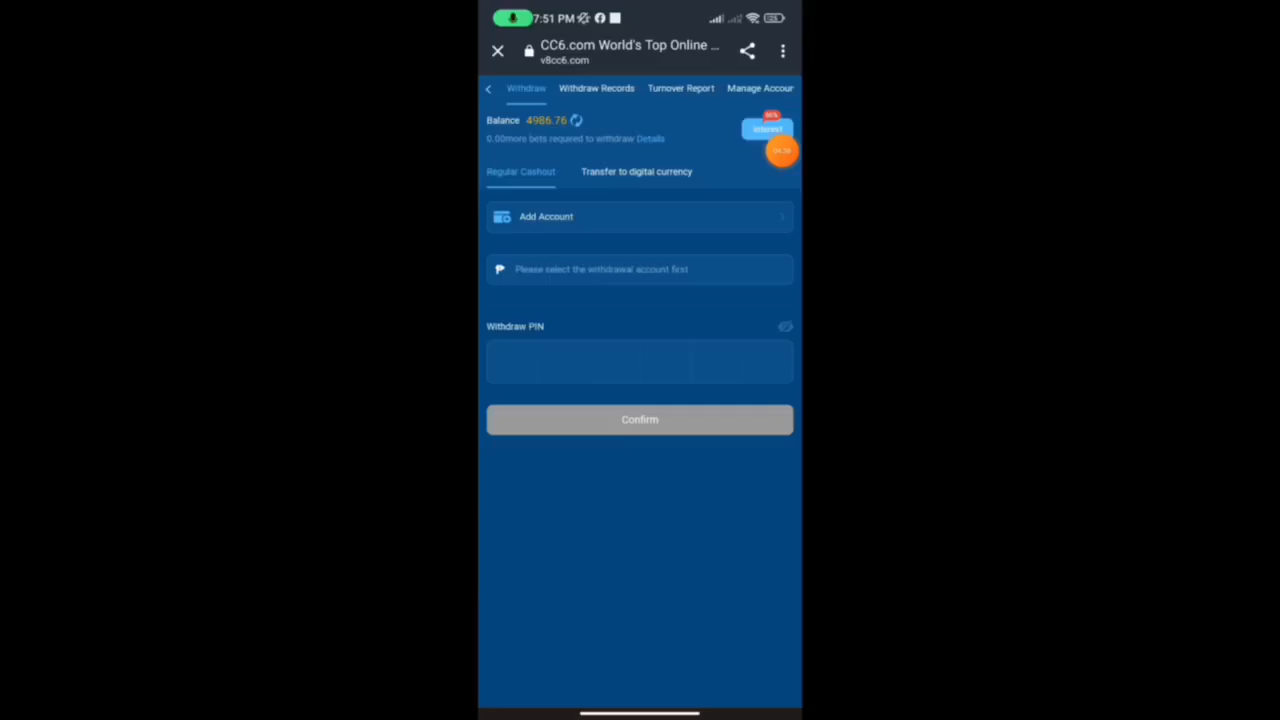 7:51 PM
CC6.com World's Top Online ...
v8cc6.com
Withdraw Withdraw Records Turnover Report Manage Accour
Balance 4986.76
0.00more bets required to withdraw Details
Interest
Regular Cashout Transfer to digital currency
Add Account
Please select the withdrawal account first
Withdraw PIN
Confirm